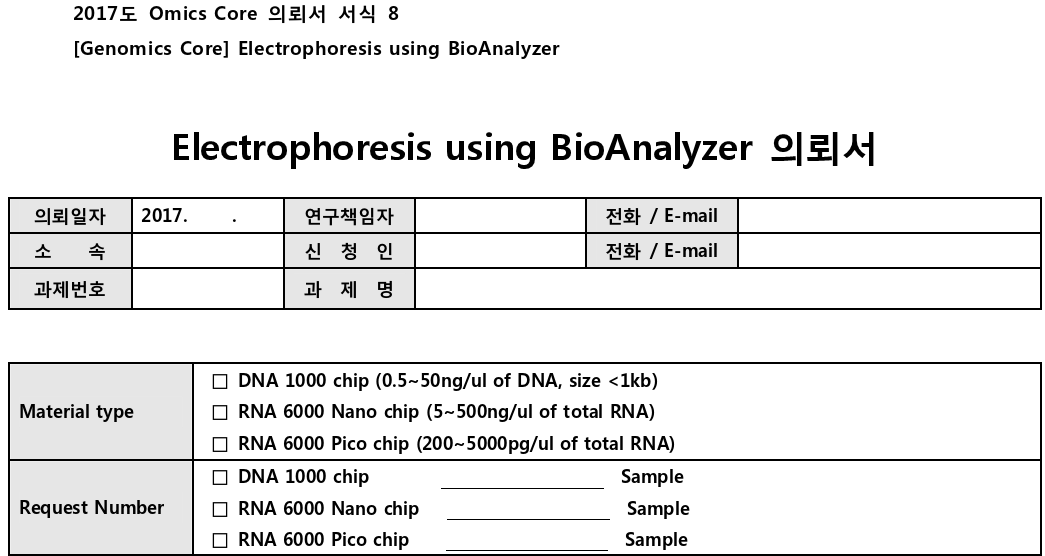 2017도 Omics Core 의뢰서 서식 8
[Genomics Core] Electrophoresis using BioAnalyzer
Electrophoresis using BioAnalyzer 의뢰서
의뢰일자 2017. . 연구책임자 전화 / E-mail
소 속 신 청 인 전화 / E-mail
과제번호 과 제 명
Material type
☐ DNA 1000 chip (0.5~50ng/ul of DNA, size <1kb)
☐ RNA 6000 Nano chip (5~500ng/ul of total RNA)
☐ RNA 6000 Pico chip (200~5000pg/ul of total RNA)
Request Number
☐ DNA 1000 chip ____________ Sample
☐ RNA 6000 Nano chip ____________ Sample
☐ RNA 6000 Pico chip ____________ Sample